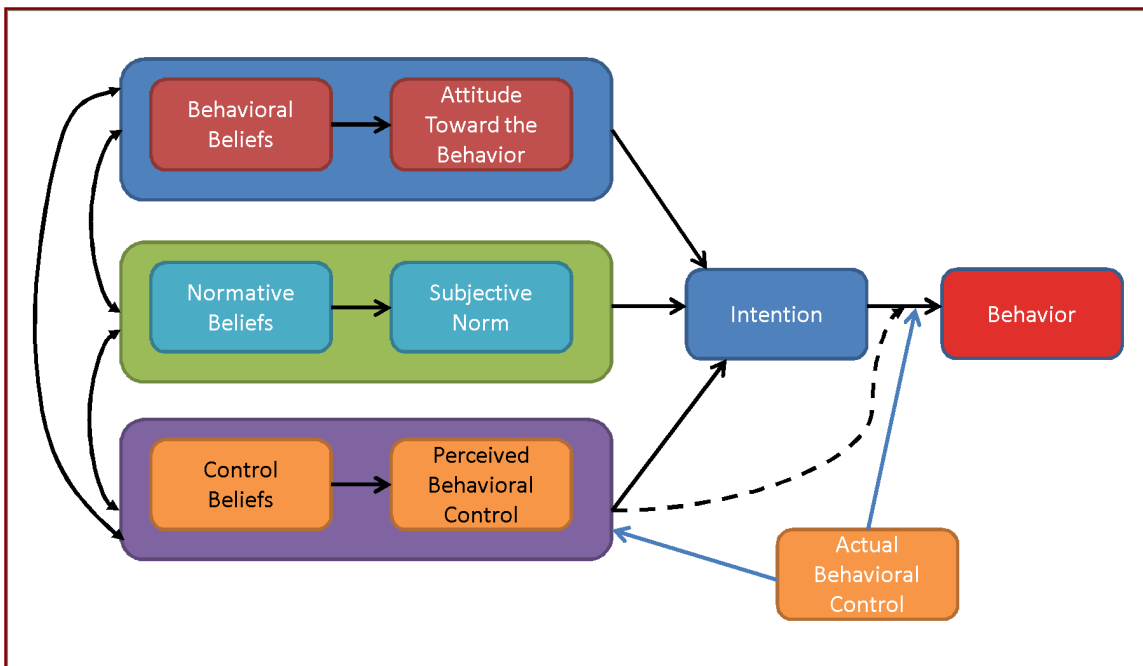 Behavioral
Beliefs
Attitude
Toward the
Behavior
Normative
Beliefs
Subjective
Norm
Intention
Behavior
Control
Beliefs
Perceived
Behavioral
Control
Actual
Behavioral
Control